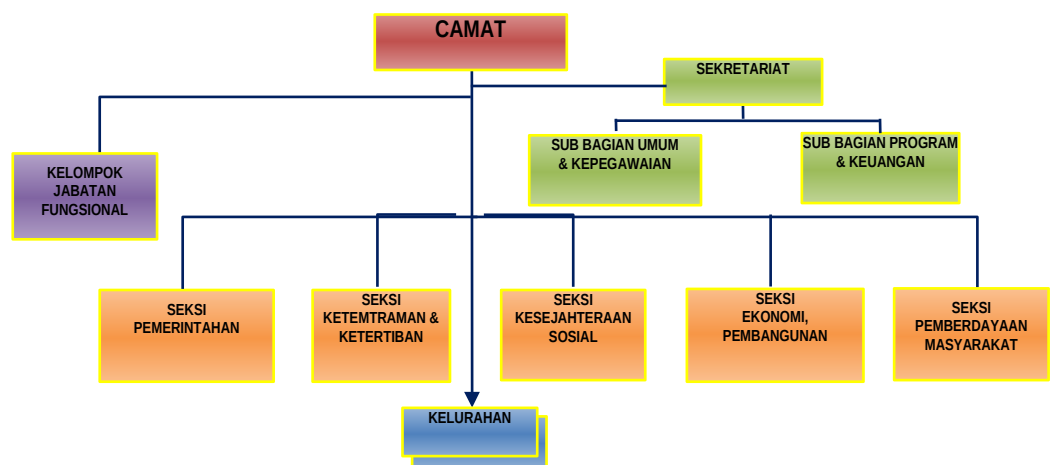 CAMAT
SEKRETARIAT
SUB BAGIAN UMUM
& KEPEGAWAIAN
SUB BAGIAN PROGRAM
& KEUANGAN
KELOMPOK
JABATAN
FUNGSIONAL
SEKSI
PEMERINTAHAN
SEKSI
KETEMTRAMAN &
KETERTIBAN
SEKSI
KESEJAHTERAAN
SOSIAL
SEKSI
EKONOMI,
PEMBANGUNAN
SEKSI
PEMBERDAYAAN
MASYARAKAT
KELURAHAN